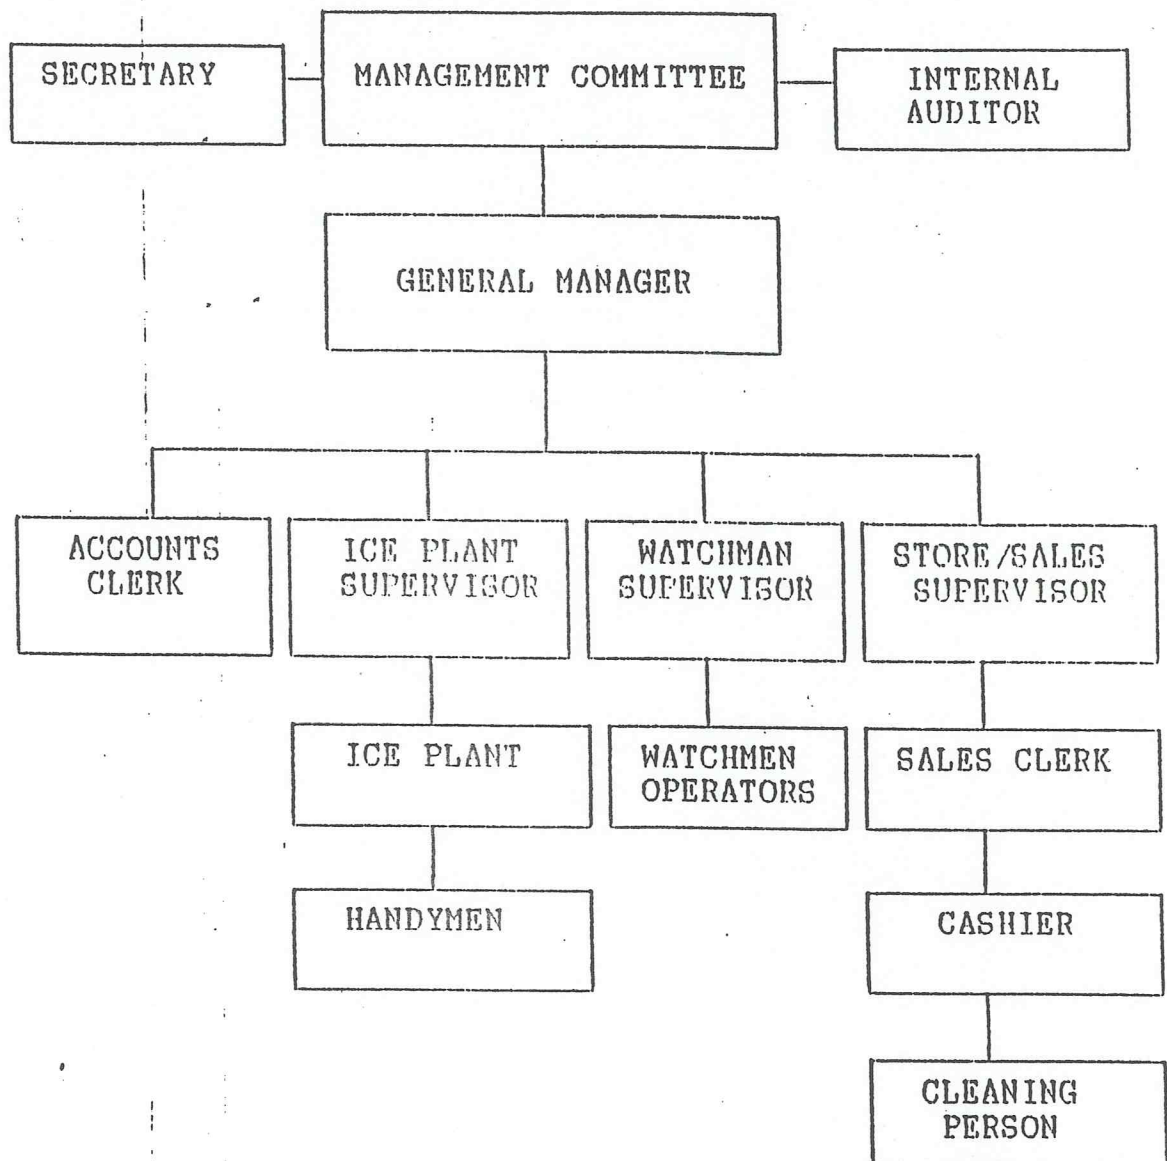 SECRETARY
MANAGEMENT COMMITTEE
INTERNAL
AUDITOR
GENERAL MANAGER
ACCOUNTS
CLERK
ICE PLANT
SUPERVISOR
WATCHMAN
SUPERVISOR
STORE/SALES
SUPERVISOR
ICE PLANT
WATCHMEN
OPERATORS
SALES CLERK
HANDYMEN
CASHIER
CLEANING
PERSON